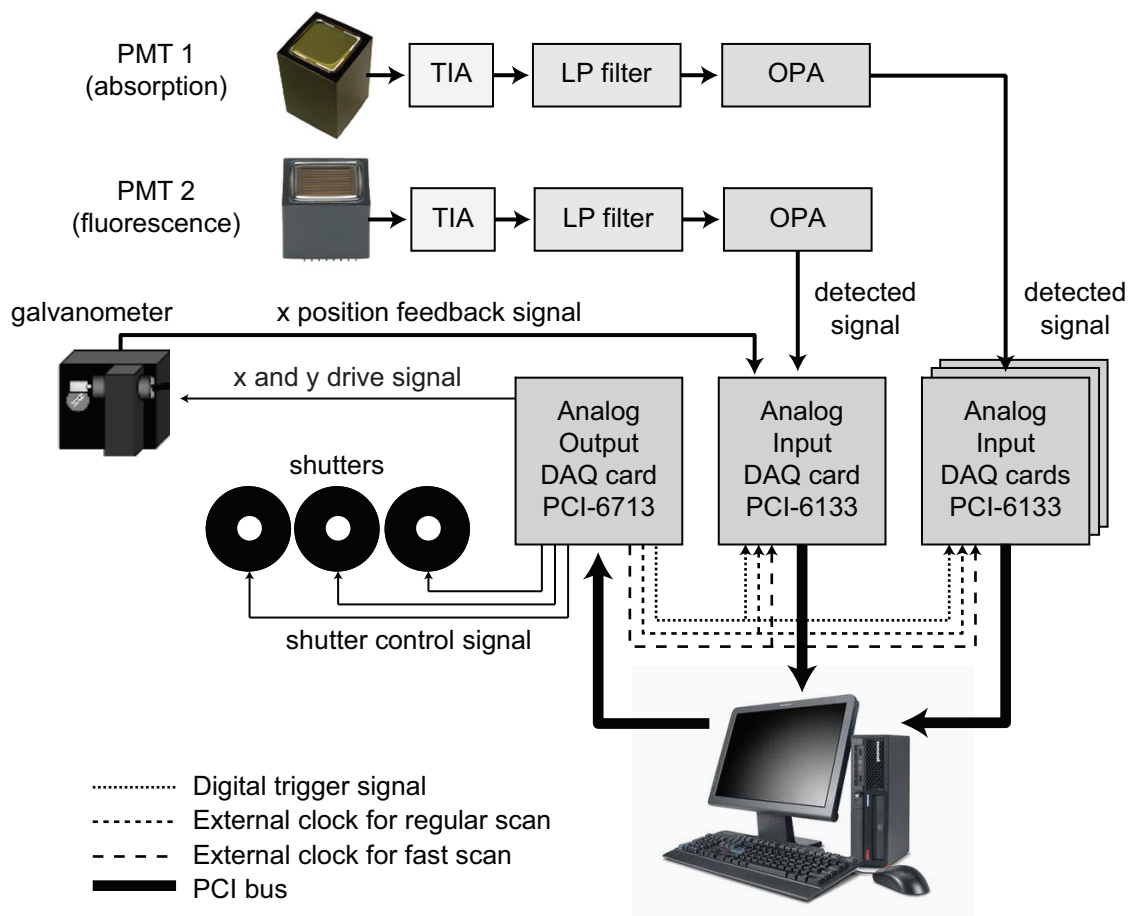 PMT 1
(absorption)
TIA
LP filter
OPA
PMT 2
(fluorescence)
TIA
LP filter
OPA
detected
signal
detected
signal
galvanometer
x position feedback signal
x and y drive signal
Analog
Output
DAQ card
PCI-6713
Analog
Input
DAQ card
PCI-6133
Analog
Input
DAQ cards
PCI-6133
shutters
shutter control signal
Digital trigger signal
External clock for regular scan
External clock for fast scan
PCI bus